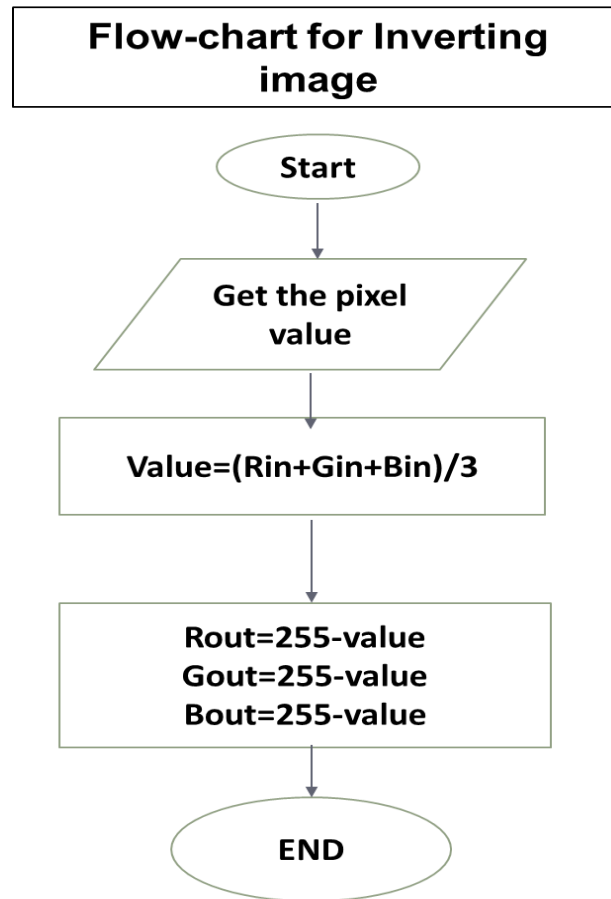 Flow-chart for Inverting
image
Start
Get the pixel
value
Value=(Rin+Gin+Bin)/3
Rout=255-value
Gout=255-value
Bout=255-value
END